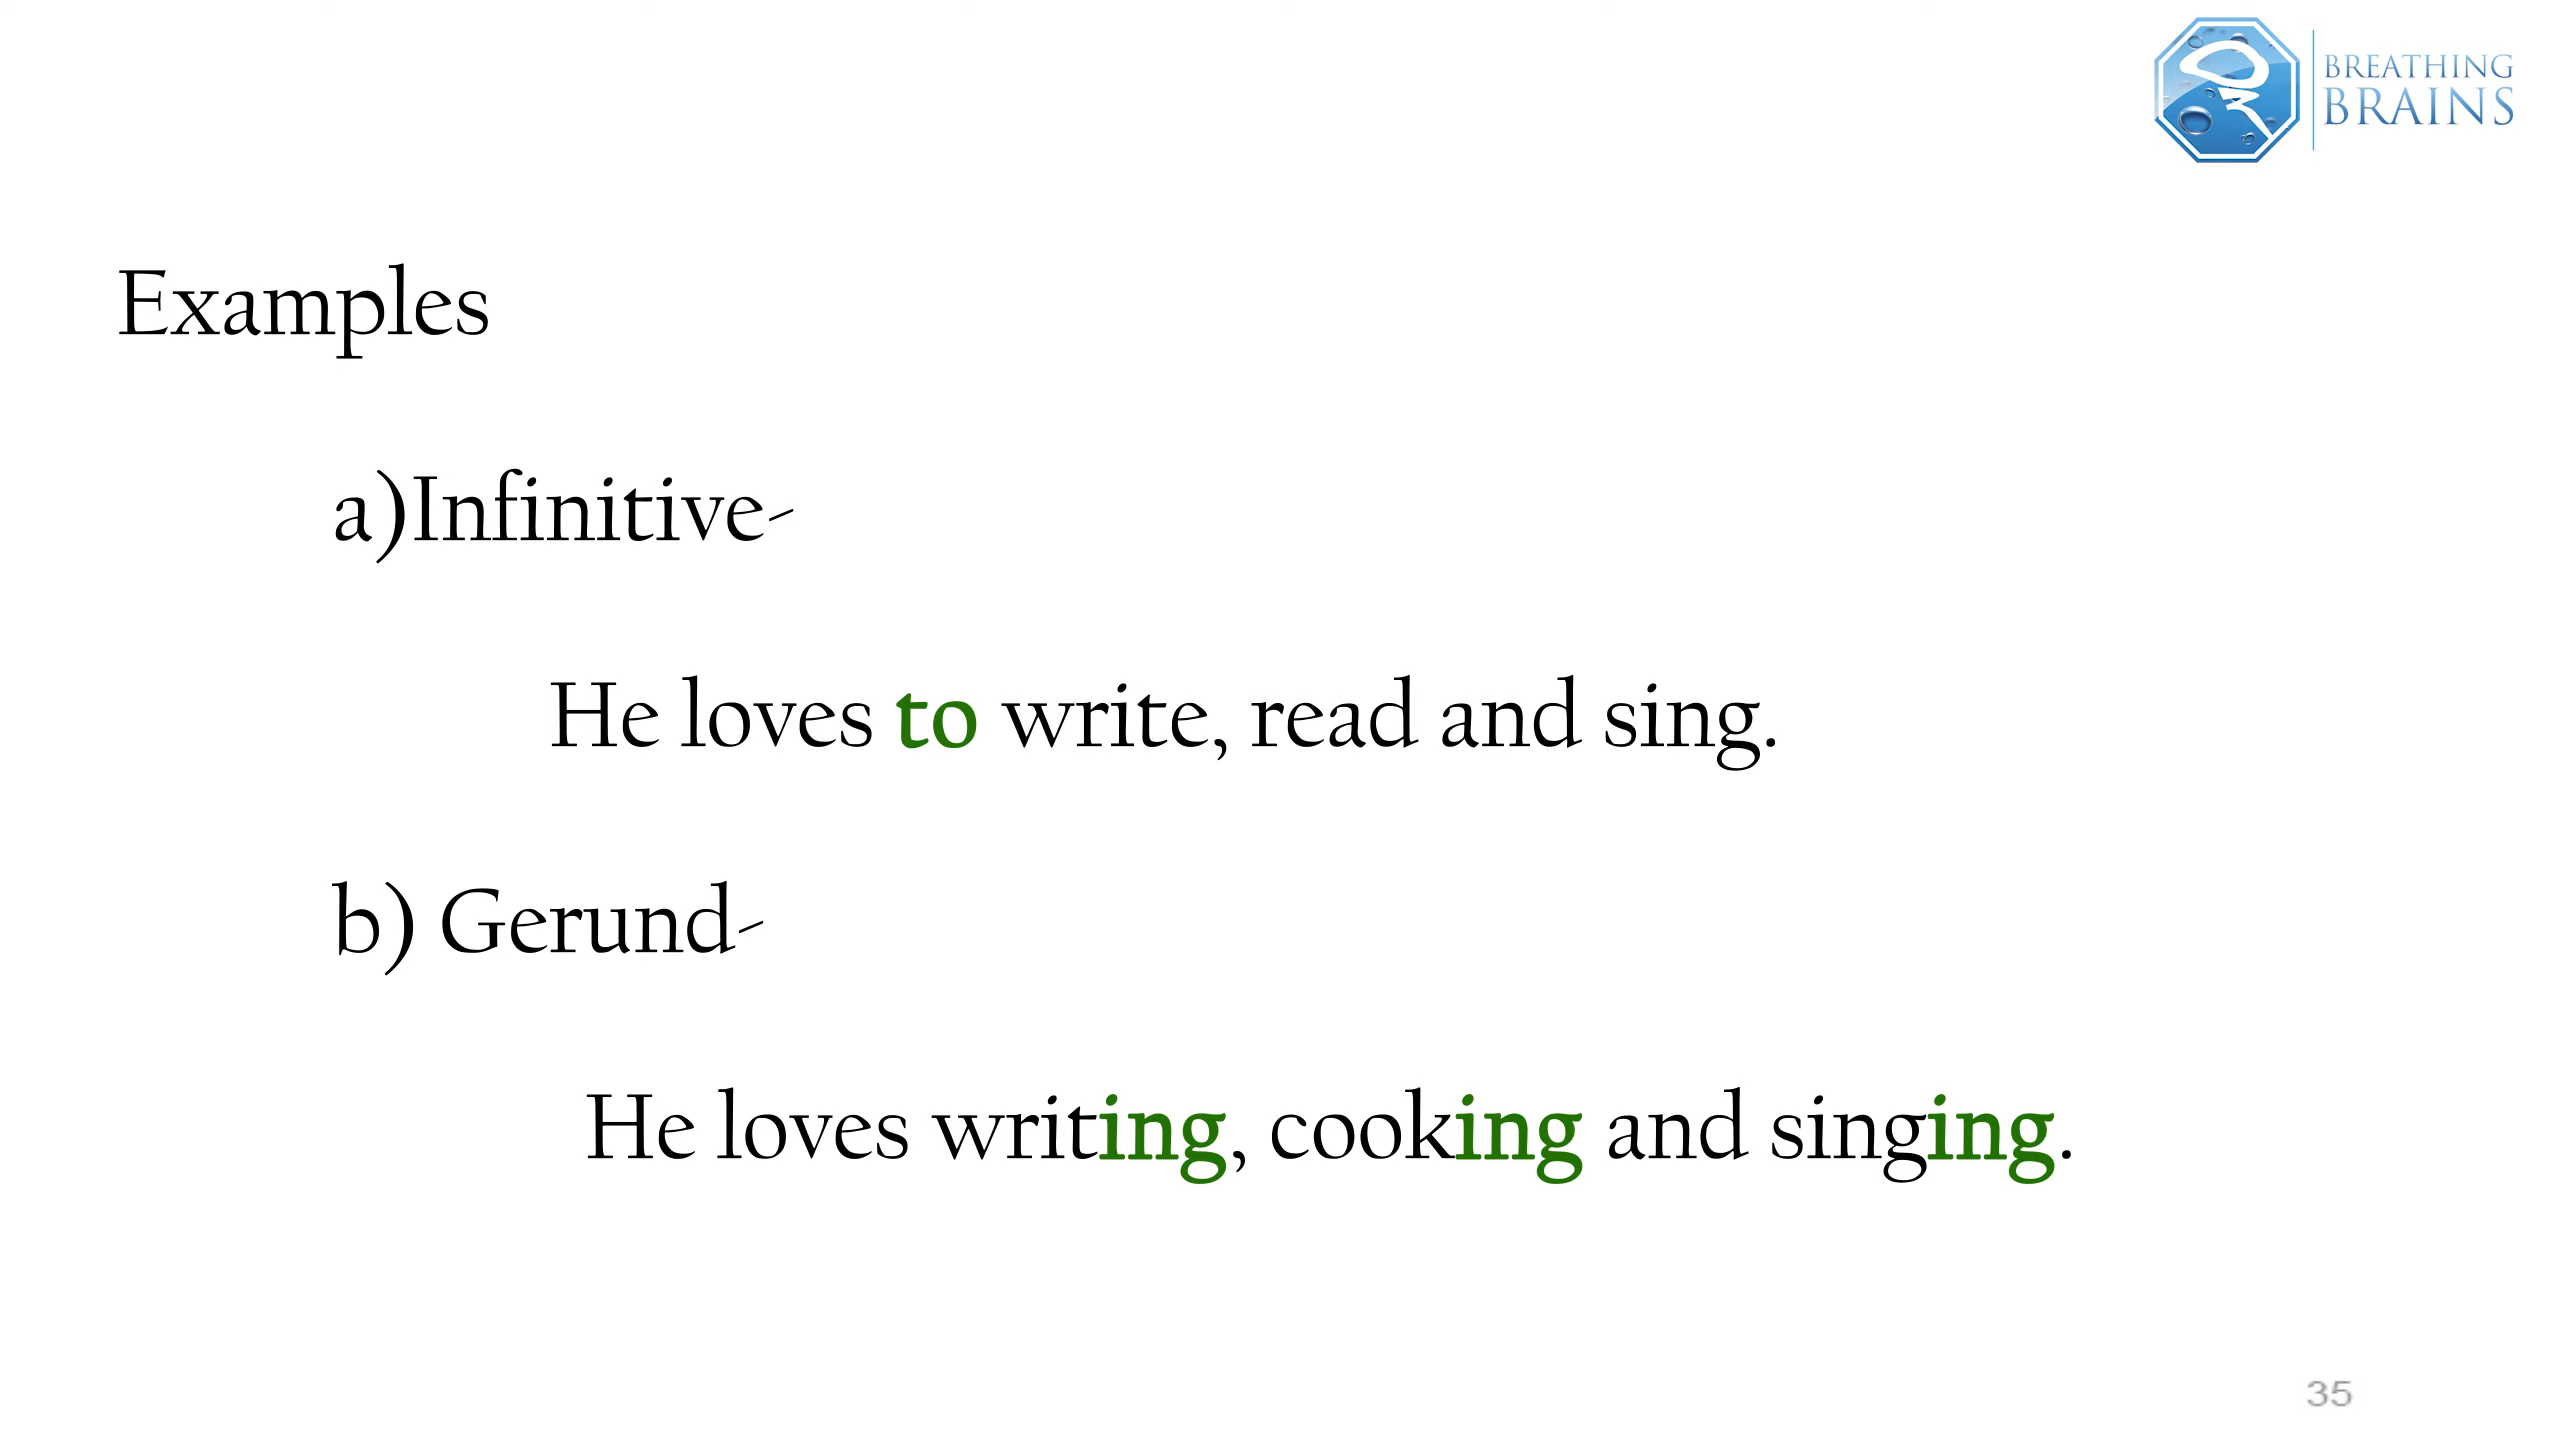 BREATHING
BRAINS
Examples
a)Infinitive-
He loves to write, read and sing.
b) Gerund-
He loves writing, cooking and singing.
35